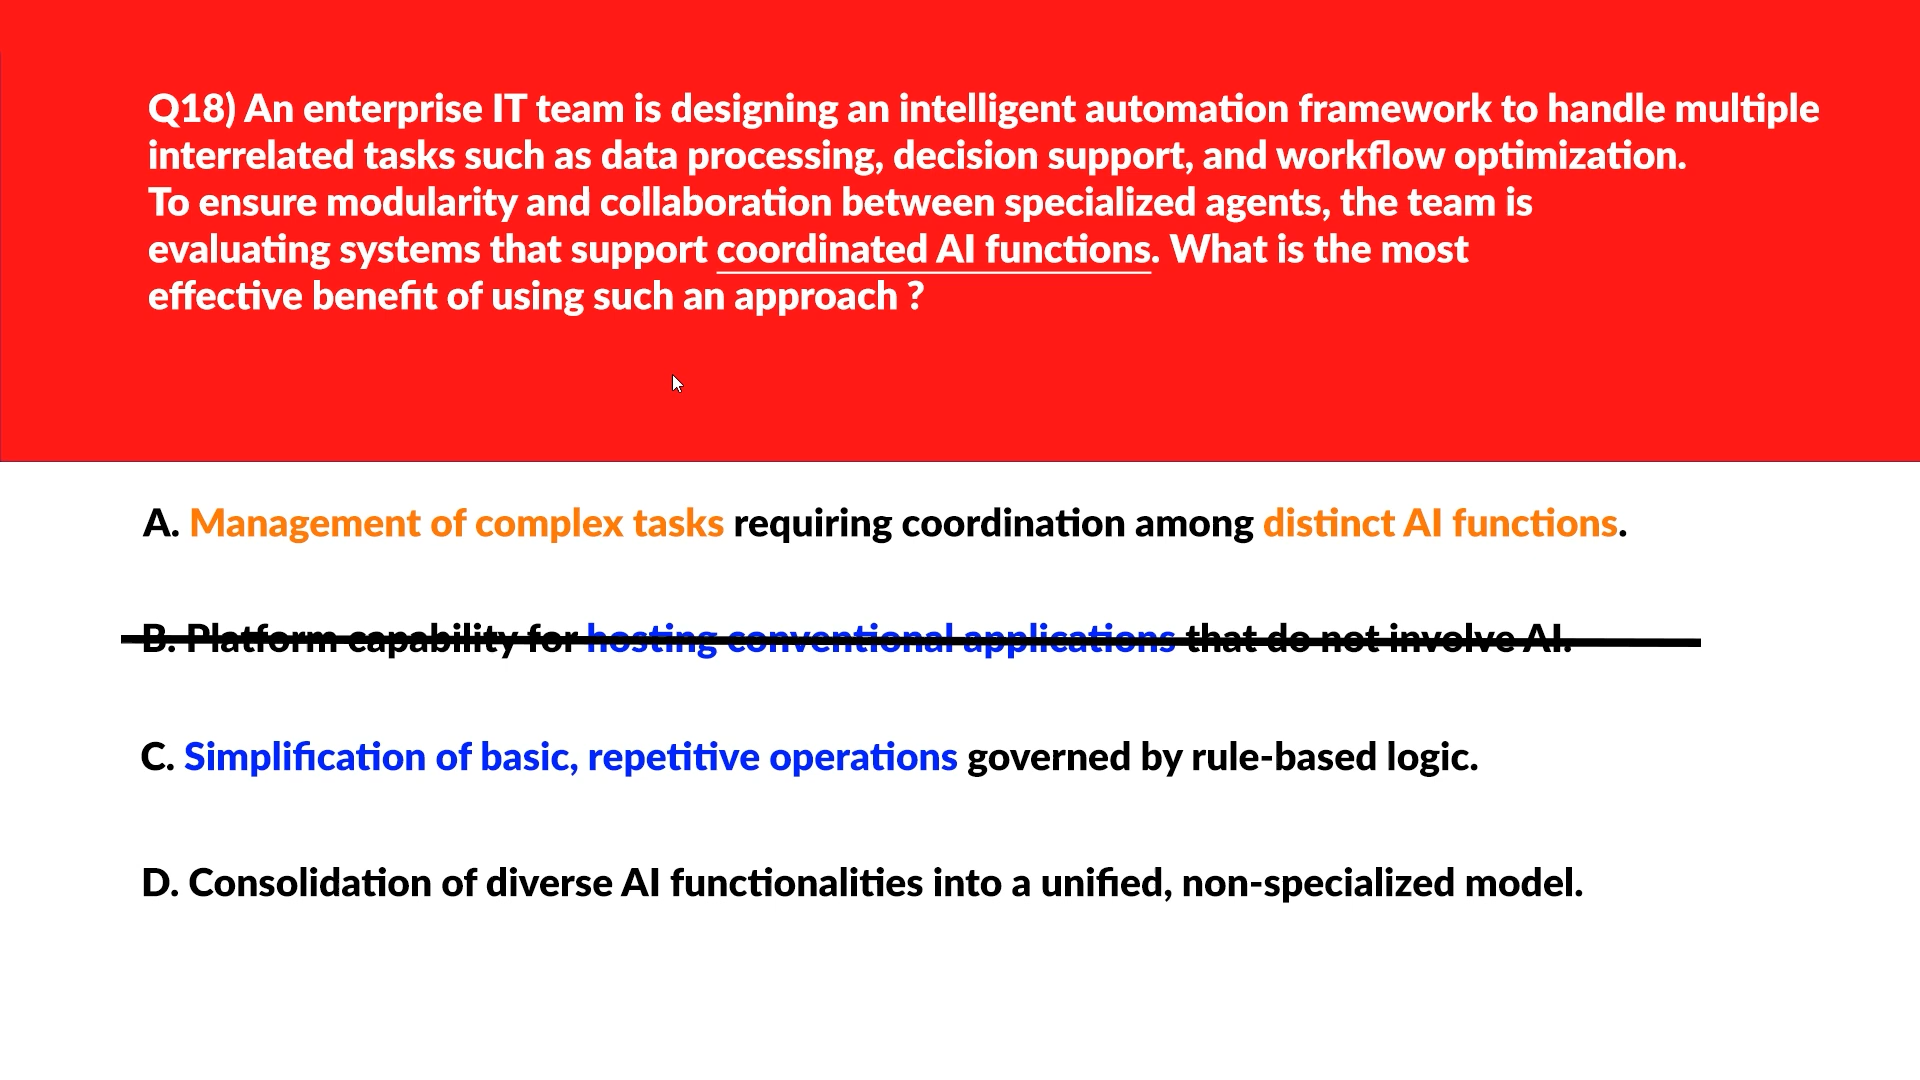 Q18) An enterprise IT team is designing an intelligent automation framework to handle multiple
interrelated tasks such as data processing, decision support, and workflow optimization.
To ensure modularity and collaboration between specialized agents, the team is
evaluating systems that support coordinated AI functions. What is the most
effective benefit of using such an approach ?
A. Management of complex tasks requiring coordination among distinct AI functions.
B. Platform capability for hosting conventional applications that do not involve AI.
C. Simplification of basic, repetitive operations governed by rule-based logic.
D. Consolidation of diverse AI functionalities into a unified, non-specialized model.